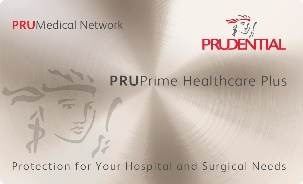 PRUMedical Network
PRUDENTIAL
PRUPrime Healthcare Plus
Protection for Your Hospital and Surgical Needs